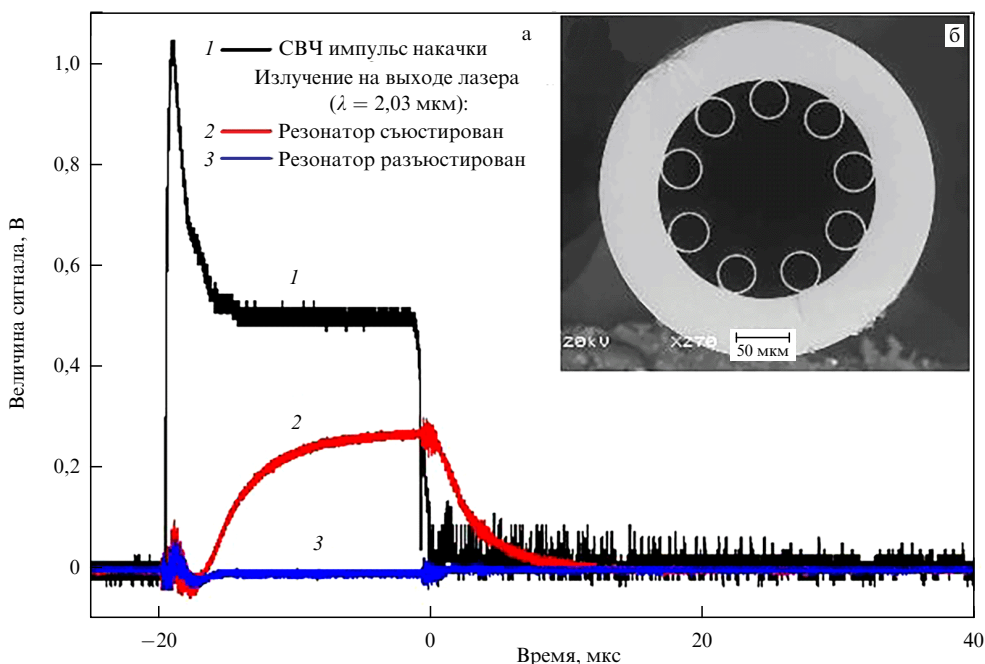 1 СВЧ импульс накачки
Излучение на выходе лазера
(λ = 2,03 мкм):
2 Резонатор съюстирован
3 Резонатор разъюстирован
а
б
1,0
0,8
0,6
0,4
0,2
0
Величина сигнала, В
1
2
3
20kV X270 50 мкм
−20 0 20 40
Время, мкс